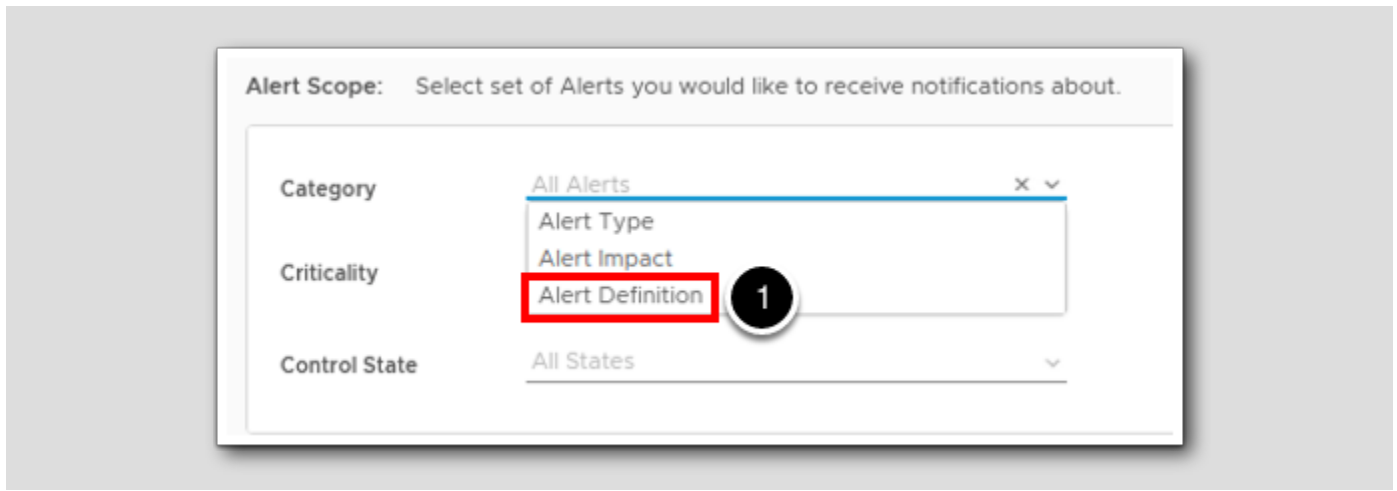 Alert Scope: Select set of Alerts you would like to receive notifications about.
Category All Alerts
Alert Type
Criticality Alert Impact
Alert Definition 1
Control State All States